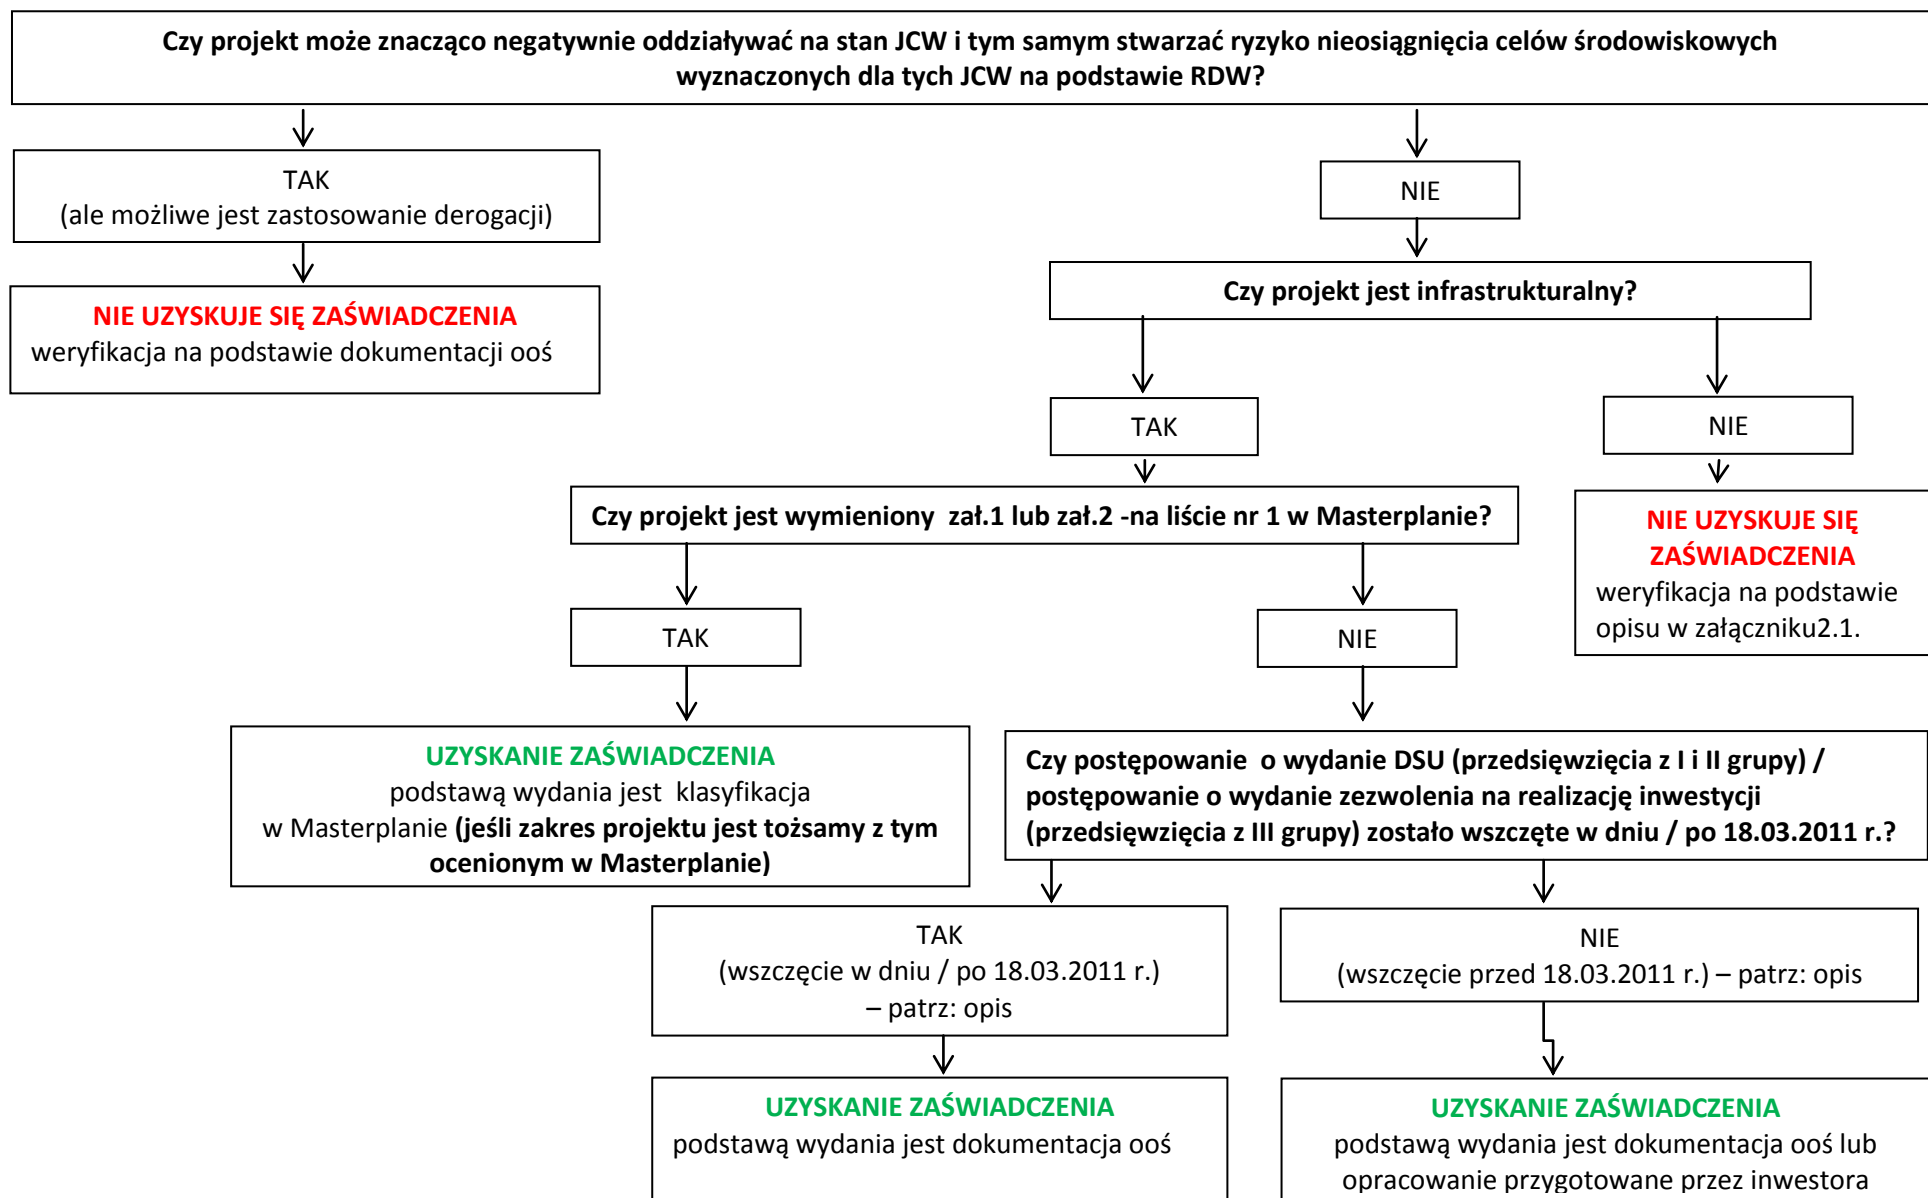 Czy projekt może znacząco negatywnie oddziaływać na stan JCW i tym samym stwarzać ryzyko nieosiągnięcia celów środowiskowych
wyznaczonych dla tych JCW na podstawie RDW?
TAK
(ale możliwe jest zastosowanie derogacji)
NIE
NIE UZYSKUJE SIĘ ZAŚWIADCZENIA
weryfikacja na podstawie dokumentacji ooś
Czy projekt jest infrastrukturalny?
TAK
NIE
Czy projekt jest wymieniony  zał.1 lub zał.2 -na liście nr 1 w Masterplanie?
NIE UZYSKUJE SIĘ
ZAŚWIADCZENIA
weryfikacja na podstawie
opisu w załączniku2.1.
TAK
NIE
UZYSKANIE ZAŚWIADCZENIA
podstawą wydania jest  klasyfikacja
w Masterplanie (jeśli zakres projektu jest tożsamy z tym
ocenionym w Masterplanie)
Czy postępowanie  o wydanie DSU (przedsięwzięcia z I i II grupy) /
postępowanie o wydanie zezwolenia na realizację inwestycji
(przedsięwzięcia z III grupy) zostało wszczęte w dniu / po 18.03.2011 r.?
TAK
(wszczęcie w dniu / po 18.03.2011 r.)
– patrz: opis
NIE
(wszczęcie przed 18.03.2011 r.) – patrz: opis
UZYSKANIE ZAŚWIADCZENIA
podstawą wydania jest dokumentacja ooś
UZYSKANIE ZAŚWIADCZENIA
podstawą wydania jest dokumentacja ooś lub
opracowanie przygotowane przez inwestora